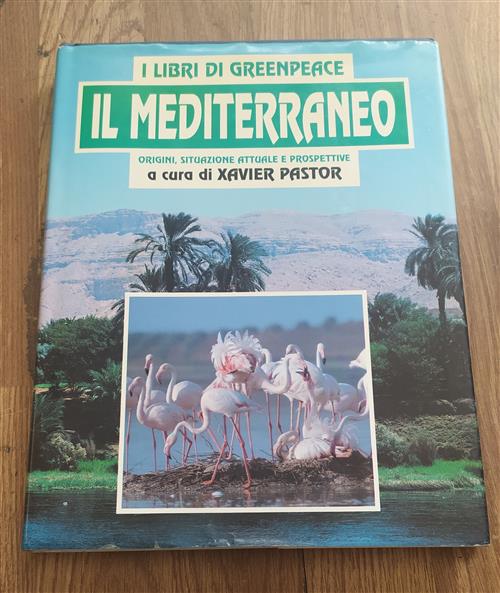 I LIBRI DI GREENPEACE
IL MEDITERRANEO
ORIGINI, SITUAZIONE ATTUALE E PROSPETTIVE
a cura di XAVIER PASTOR